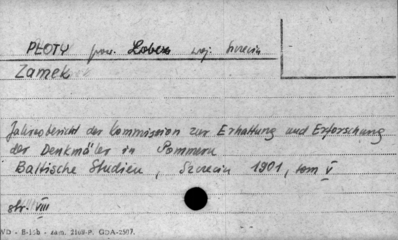 PŁOTY pow. Łobez woj. Szczecin
Zamek
Jahresbericht der Kommission zur Erhaltung und Erforschung
der Denkmäler in Pommern
Baltische Studien, Szczecin 1901, tom V
str. VIII